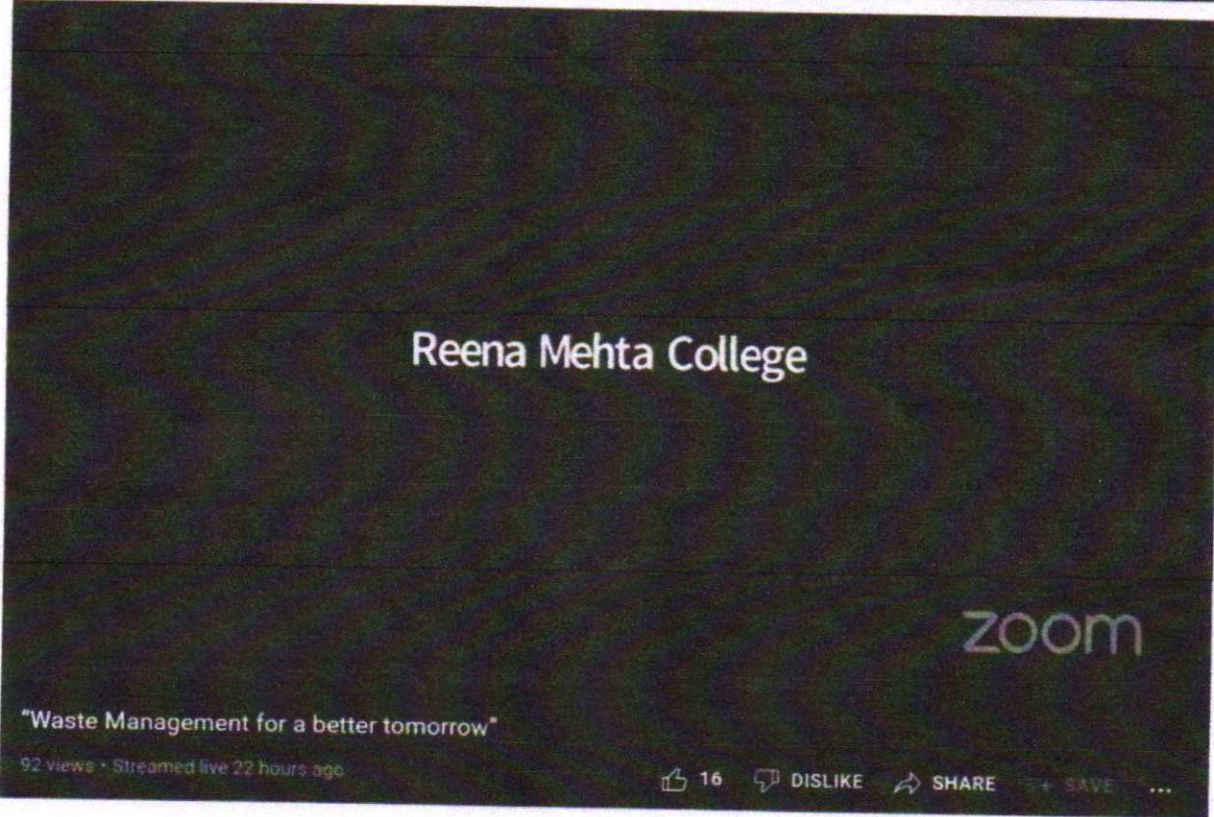 Reena Mehta College
zoom
“Waste Management for a better tomorrow”
92 views • Streamed live 22 hours ago
16 DISLIKE SHARE SAVE ...